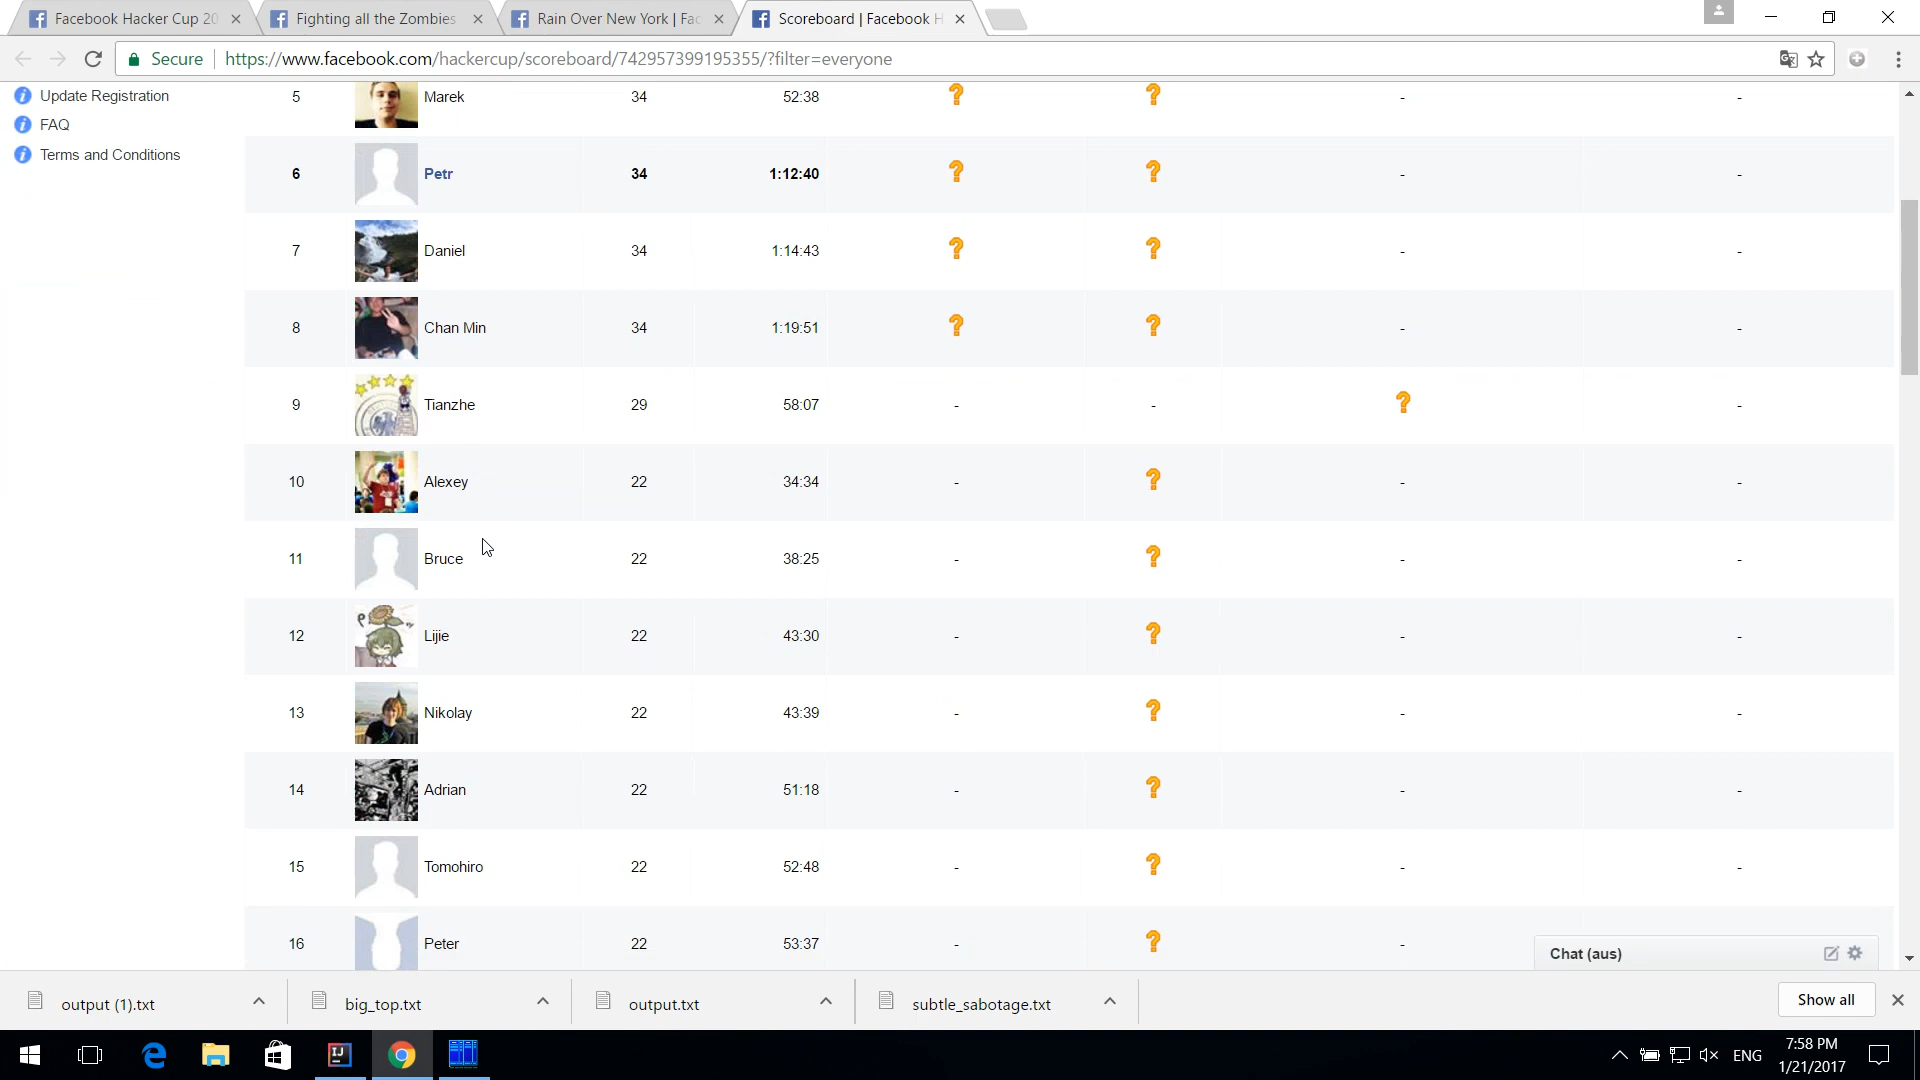 Facebook Hacker Cup 20
Fighting all the Zombies
Rain Over New York | Fac
Scoreboard | Facebook H
Secure https://www.facebook.com/hackercup/scoreboard/742957399195355/?filter=everyone
Update Registration
FAQ
Terms and Conditions
5 Marek 34 52:38 ? ? - -
6 Petr 34 1:12:40 ? ? - -
7 Daniel 34 1:14:43 ? ? - -
8 Chan Min 34 1:19:51 ? ? - -
9 Tianzhe 29 58:07 - - ? -
10 Alexey 22 34:34 - ? - -
11 Bruce 22 38:25 - ? - -
12 Lijie 22 43:30 - ? - -
13 Nikolay 22 43:39 - ? - -
14 Adrian 22 51:18 - ? - -
15 Tomohiro 22 52:48 - ? - -
16 Peter 22 53:37 - ? -
Chat (aus)
output (1).txt
big_top.txt
output.txt
subtle_sabotage.txt
Show all
IJ
ENG
7:58 PM
1/21/2017